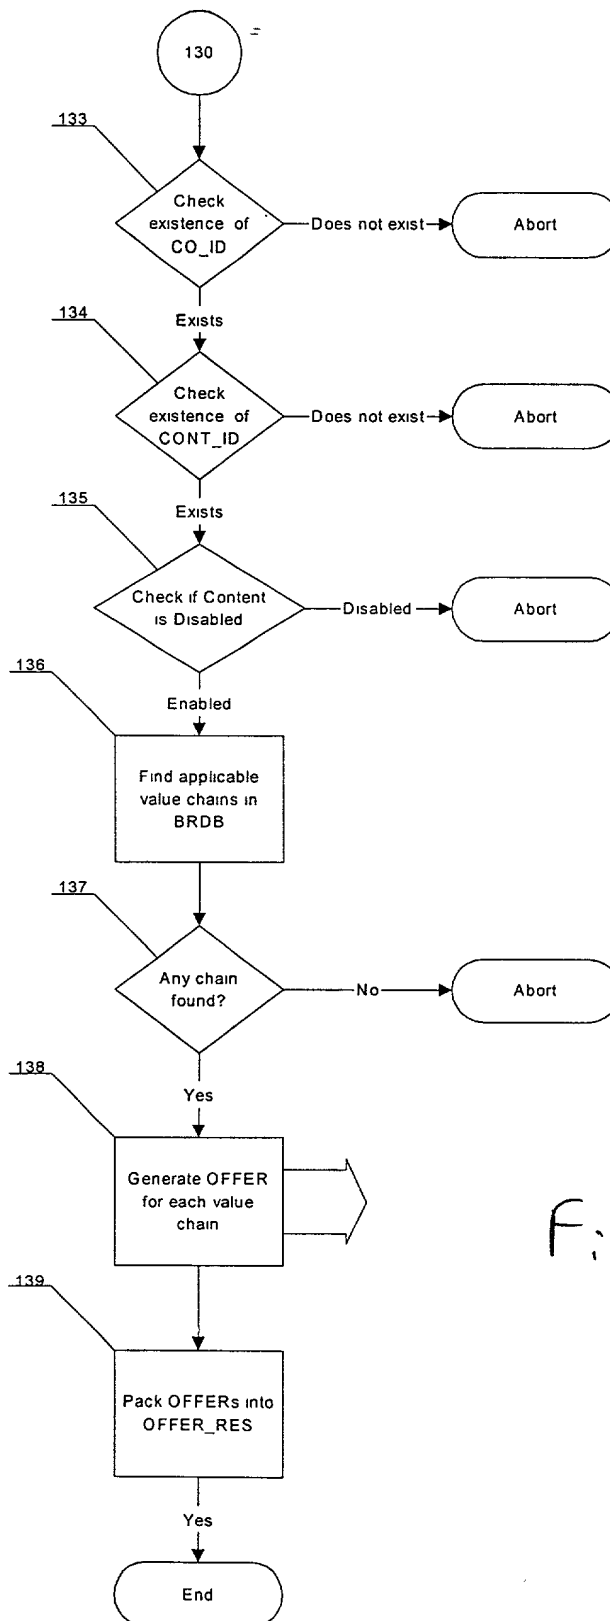 130
133
Check
existence of
CO_ID
Does not exist
Abort
Exists
134
Check
existence of
CONT_ID
Does not exist
Abort
Exists
135
Check if Content
is Disabled
Disabled
Abort
Enabled
136
Find applicable
value chains in
BRDB
137
Any chain
found?
No
Abort
Yes
138
Generate OFFER
for each value
chain
139
Pack OFFERs into
OFFER_RES
Yes
End
Fi